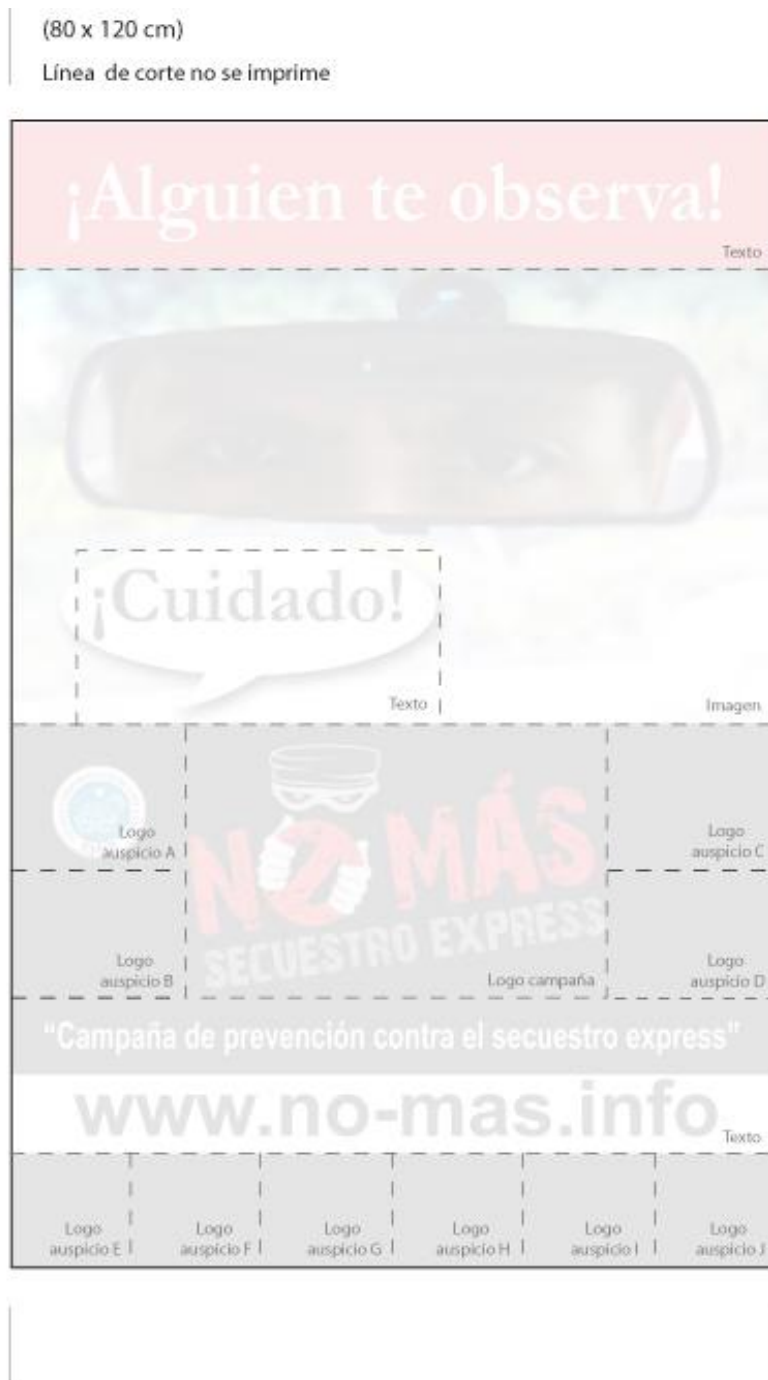 (80 x 120 cm)
Línea de corte no se imprime
¡Alguien te observa!
Texto
¡Cuidado!
Texto
Imagen
Logo
auspicio A
Logo
auspicio C
NO MÁS
SECUESTRO EXPRESS
Logo
auspicio B
Logo campaña
Logo
auspicio D
“Campaña de prevención contra el secuestro express”
www.no-mas.info
Texto
Logo
auspicio E
Logo
auspicio F
Logo
auspicio G
Logo
auspicio H
Logo
auspicio I
Logo
auspicio J